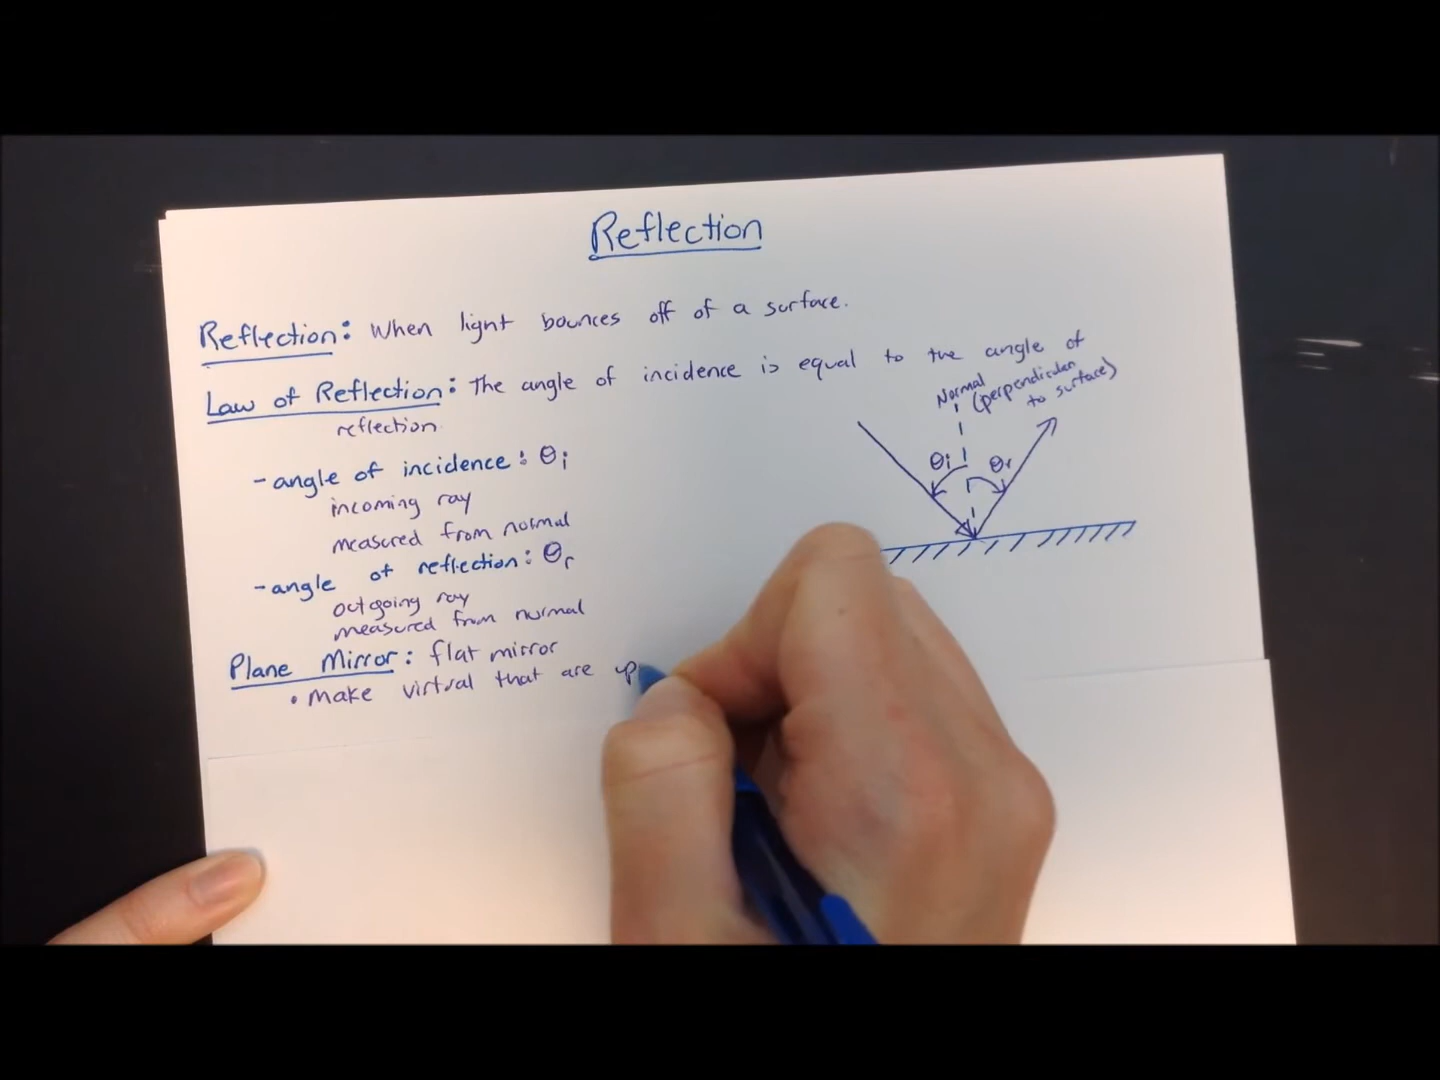 Reflection
Reflection: When light bounces off of a surface.
Law of Reflection: The angle of incidence is equal to the angle of
reflection
Normal
(perpendicular
to surface)
θi θr
- angle of incidence: θi
incoming ray
measured from normal
- angle of reflection: θr
outgoing ray
measured from normal
Plane Mirror: flat mirror
• Make virtual that are up